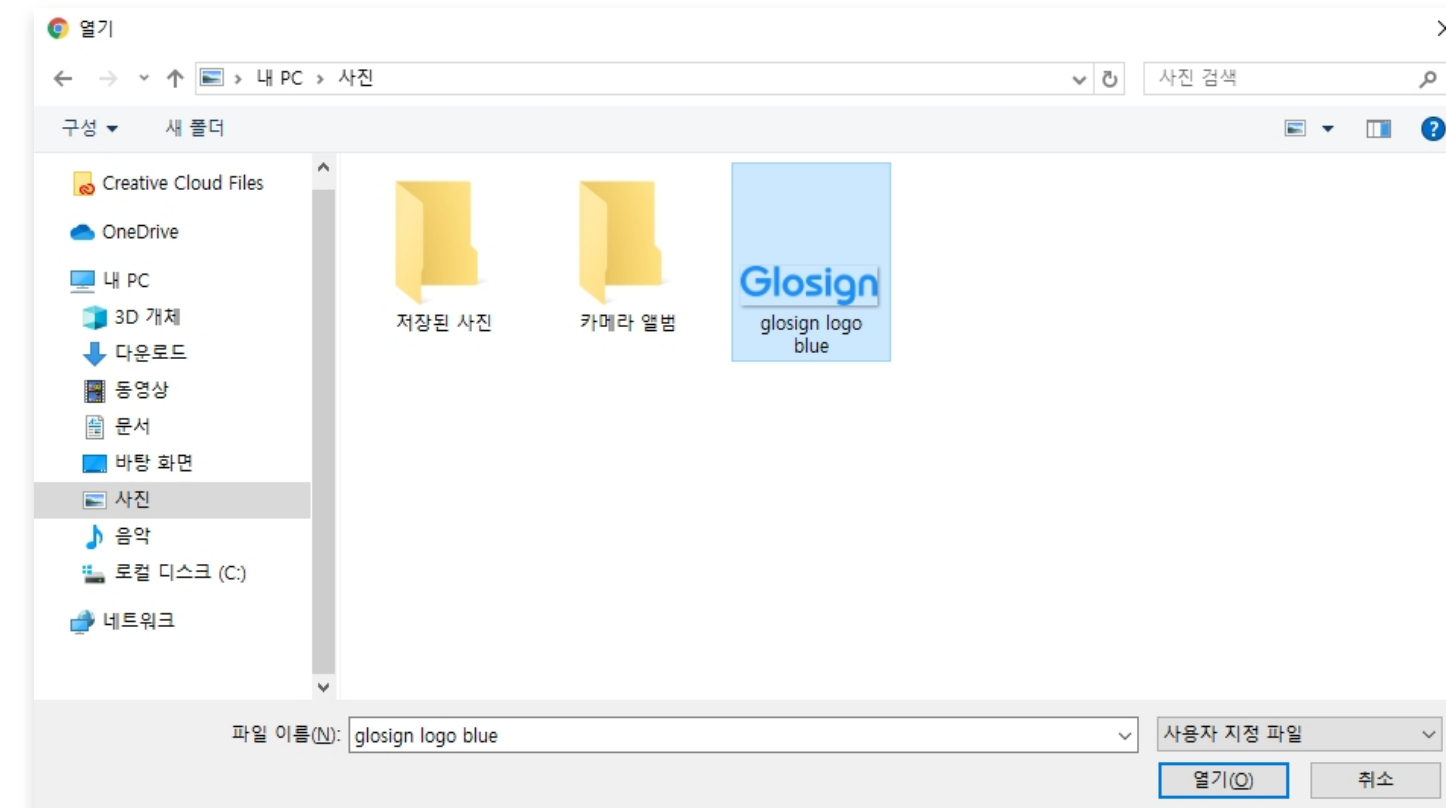 열기
내 PC > 사진
사진 검색
구성
새 폴더
Creative Cloud Files
OneDrive
내 PC
3D 개체
다운로드
동영상
문서
바탕 화면
사진
음악
로컬 디스크 (C:)
네트워크
저장된 사진
카메라 앨범
Glosign
glosign logo
blue
파일 이름(N):
glosign logo blue
사용자 지정 파일
열기(O)
취소